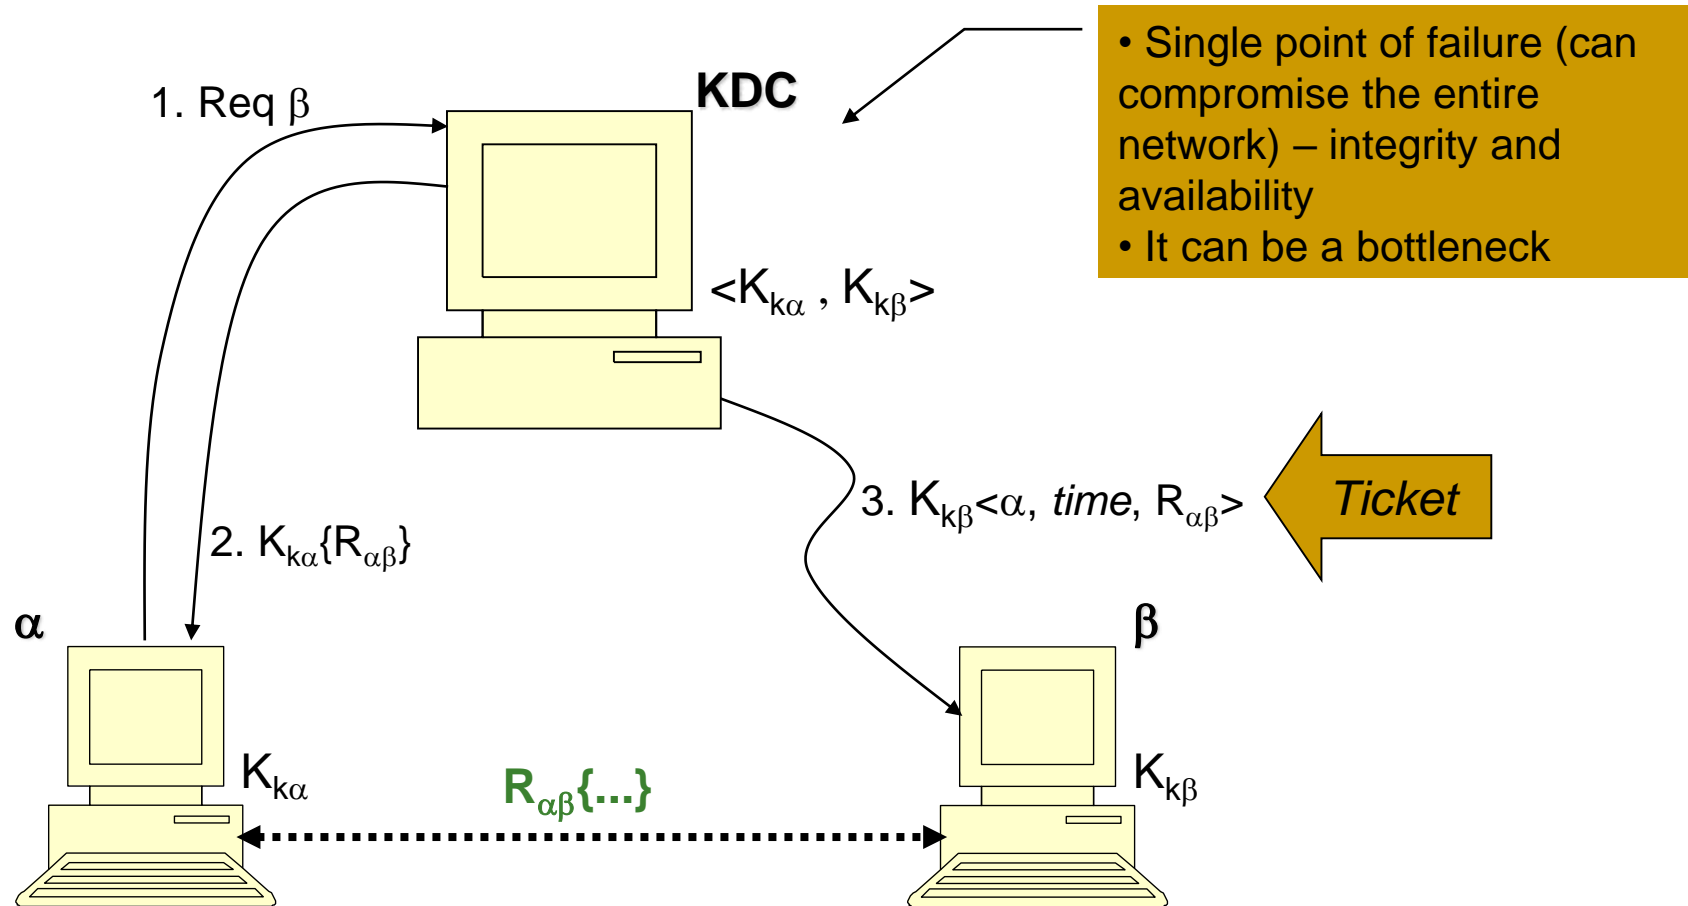 • Single point of failure (can
compromise the entire
network) – integrity and
availability
• It can be a bottleneck
KDC
1. Req β
<Kkα , Kkβ>
3. Kkβ<α, time, Rαβ>
Ticket
2. Kkα{Rαβ}
α
β
Kkα
Rαβ{...}
Kkβ